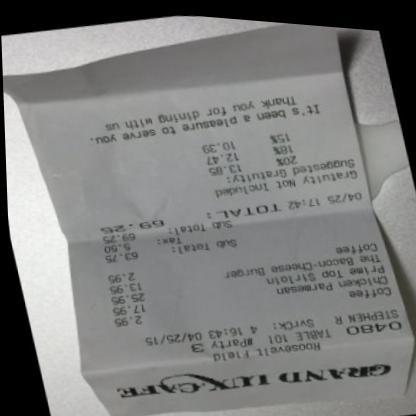 GRAND LUX CAFE
Roosevelt Field
0480 TABLE 101 #Party 3
STEPHEN R SvrCk: 4 16:43 04/25/15
Coffee 2.95
Chicken Parmesan 17.95
Prime Top Sirloin 25.95
The Bacon-Cheese Burger 13.95
Coffee 2.95
Sub Total: 63.75
Tax: 5.50
Sub Total: 69.25
04/25 17:42 TOTAL: 69.25
Gratuity Not Included
Suggested Gratuity:
20% 13.85
18% 12.47
15% 10.39
It's been a pleasure to serve you.
Thank you for dining with us